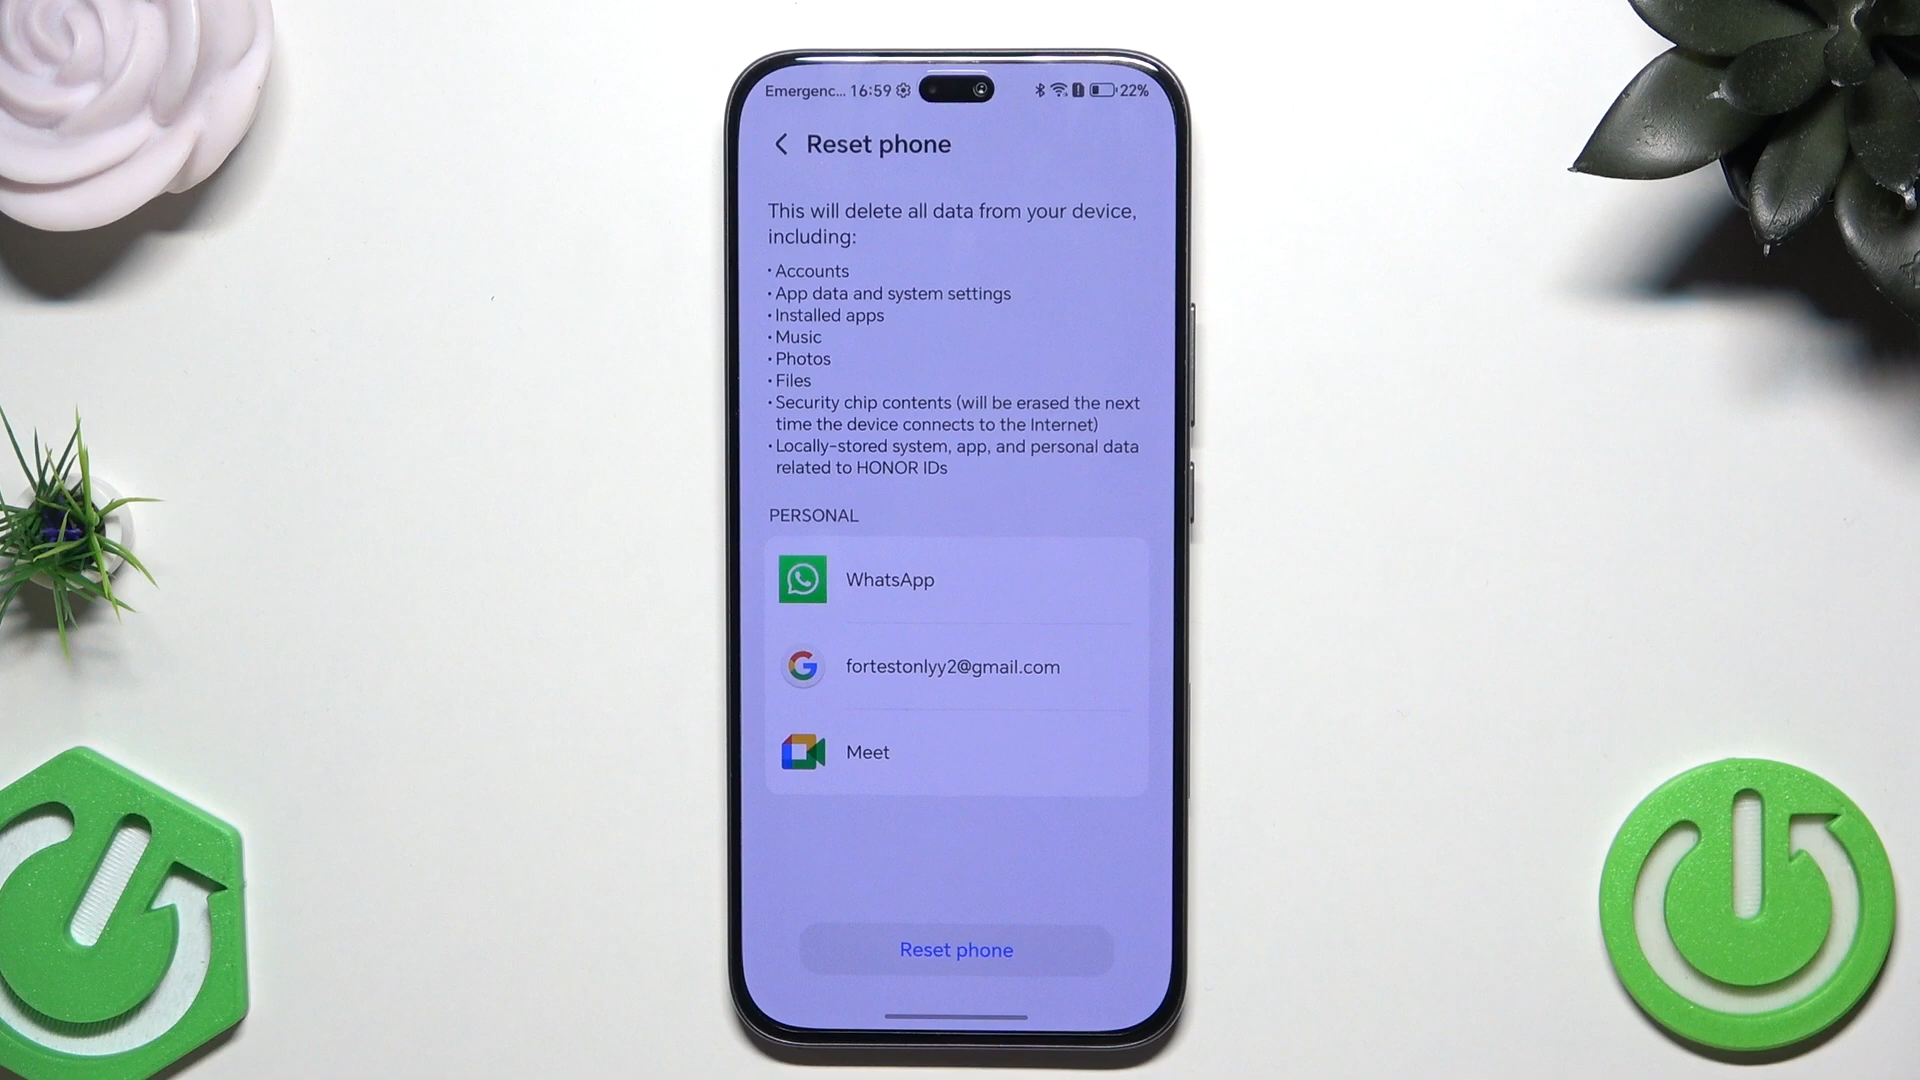 Emergenc... 16:59 22%
Reset phone
This will delete all data from your device,
including:
• Accounts
• App data and system settings
• Installed apps
• Music
• Photos
• Files
• Security chip contents (will be erased the next
time the device connects to the Internet)
• Locally-stored system, app, and personal data
related to HONOR IDs
PERSONAL
WhatsApp
fortestonlyy2@gmail.com
Meet
Reset phone